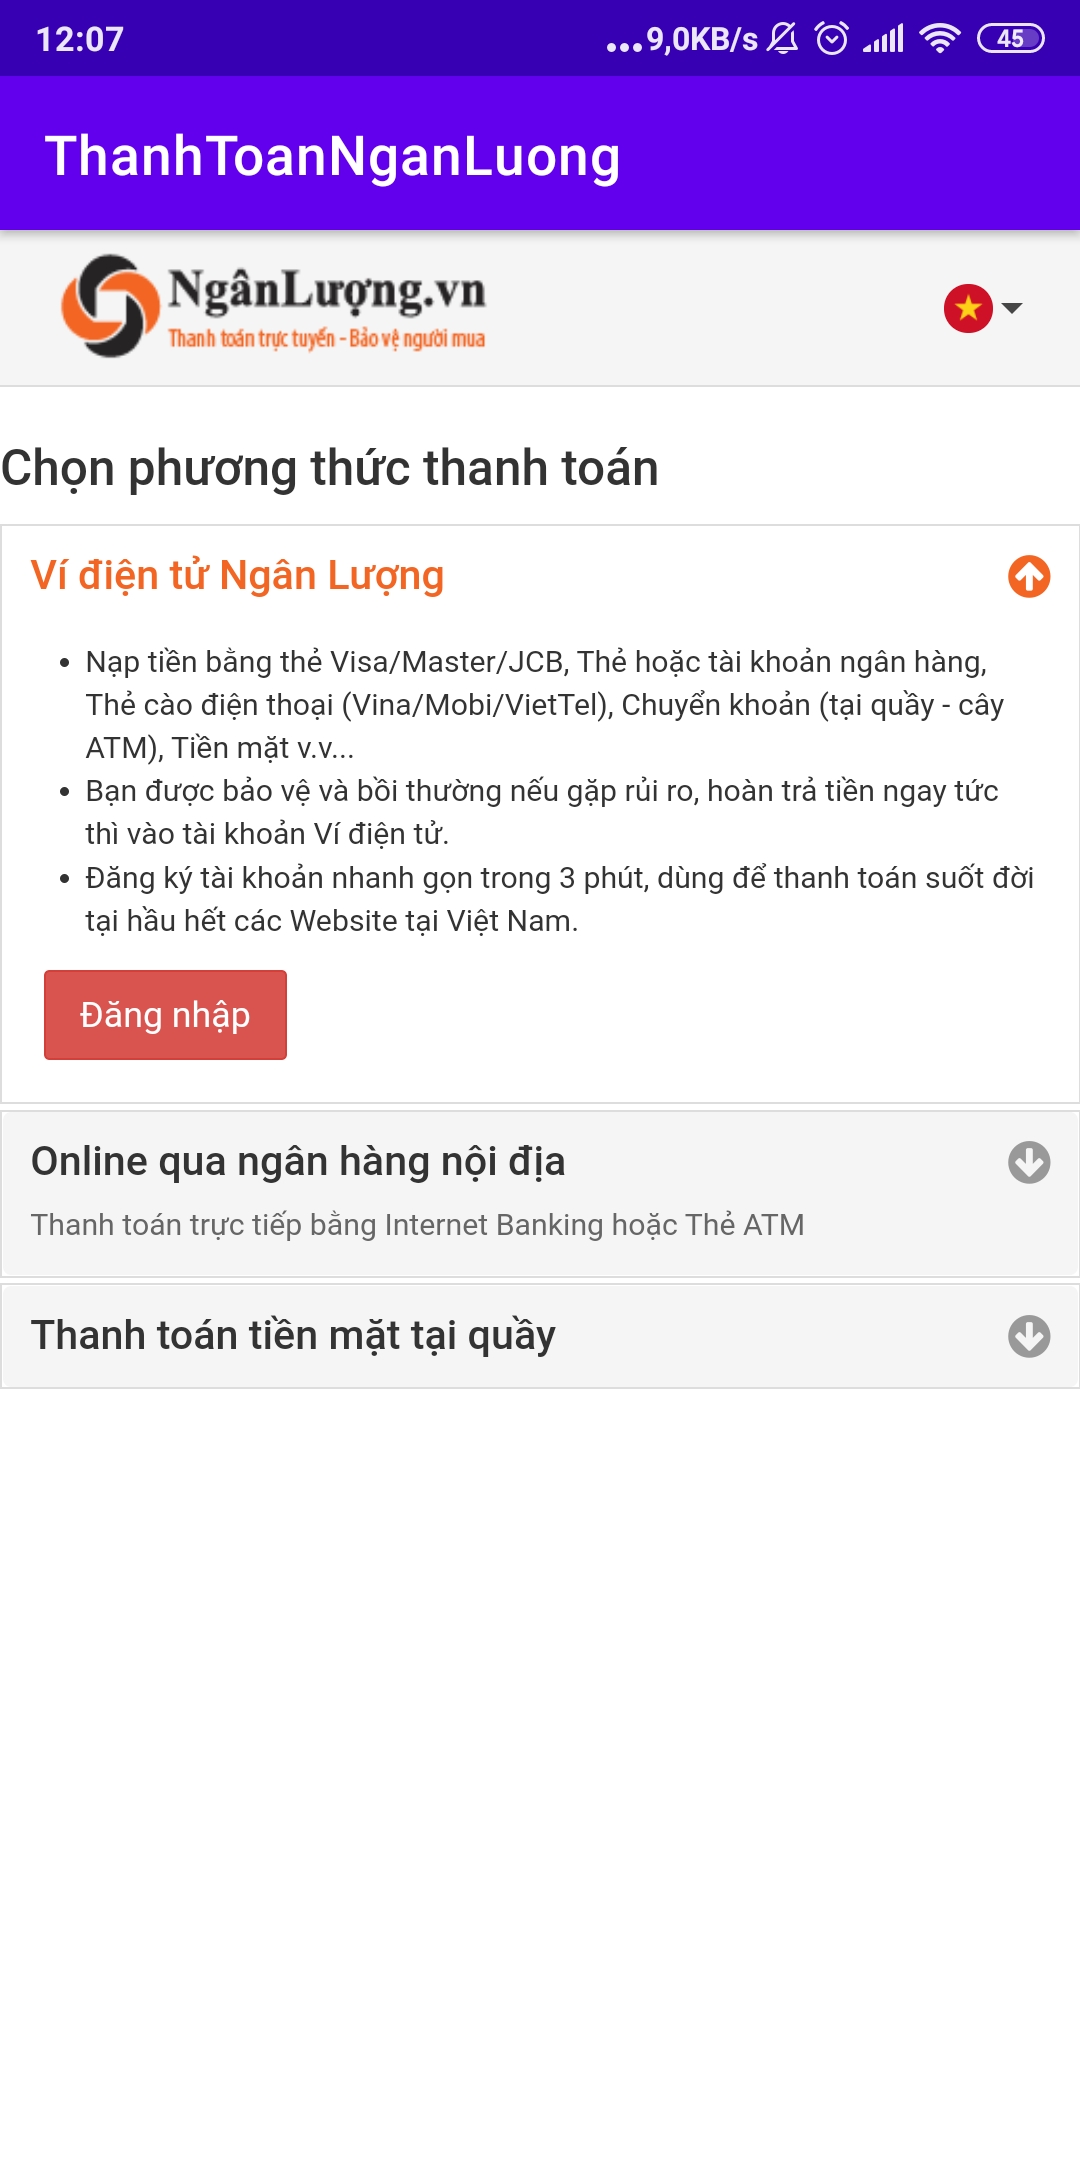 12:07
...9,0KB/s
45
ThanhToanNganLuong
NgânLượng.vn
Thanh toán trực tuyến - Bảo vệ người mua
Chọn phương thức thanh toán
Ví điện tử Ngân Lượng
• Nạp tiền bằng thẻ Visa/Master/JCB, Thẻ hoặc tài khoản ngân hàng,
Thẻ cào điện thoại (Vina/Mobi/VietTel), Chuyển khoản (tại quầy - cây
ATM), Tiền mặt v.v...
• Bạn được bảo vệ và bồi thường nếu gặp rủi ro, hoàn trả tiền ngay tức
thì vào tài khoản Ví điện tử.
• Đăng ký tài khoản nhanh gọn trong 3 phút, dùng để thanh toán suốt đời
tại hầu hết các Website tại Việt Nam.
Đăng nhập
Online qua ngân hàng nội địa
Thanh toán trực tiếp bằng Internet Banking hoặc Thẻ ATM
Thanh toán tiền mặt tại quầy